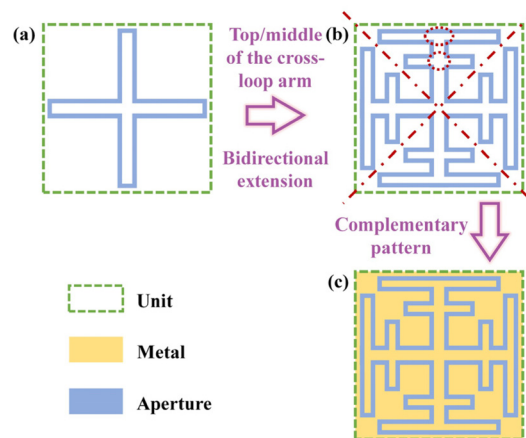 (a)
Top/middle
of the cross-
loop arm
Bidirectional
extension
(b)
Complementary
pattern
(c)
Unit
Metal
Aperture